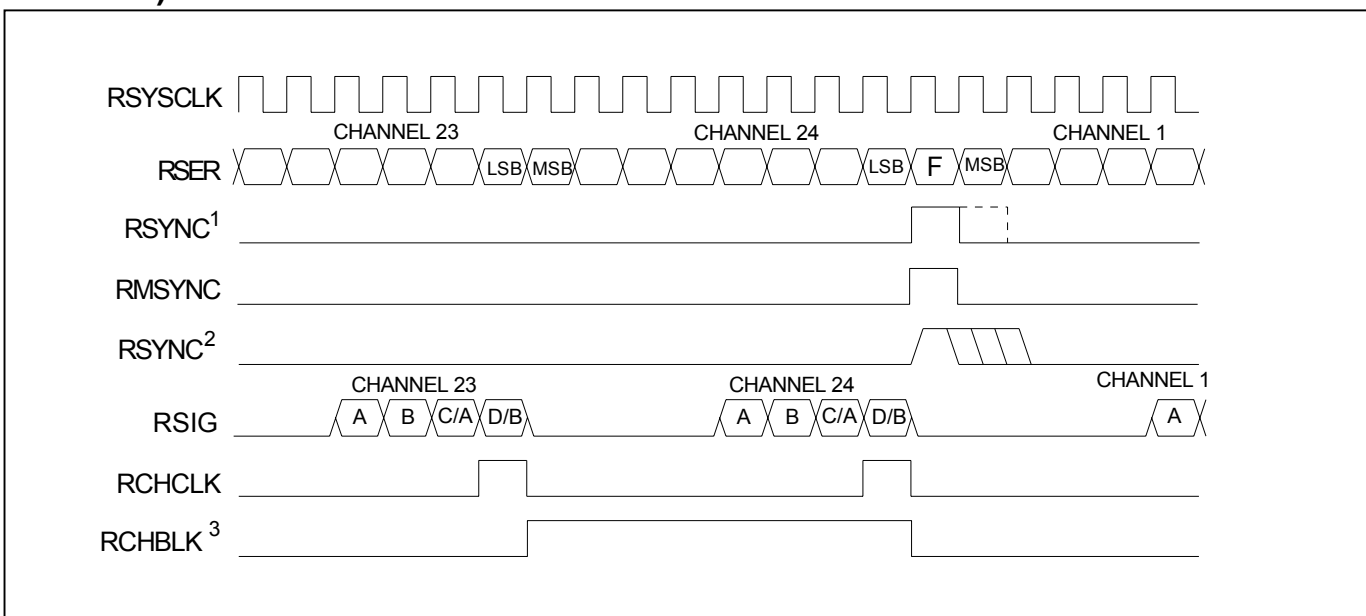 RSYSCLK
CHANNEL 23 CHANNEL 24 CHANNEL 1
RSER LSB MSB LSB F MSB
RSYNC¹
RMSYNC
RSYNC²
CHANNEL 23 CHANNEL 24 CHANNEL 1
RSIG A B C/A D/B A B C/A D/B A
RCHCLK
RCHBLK ³